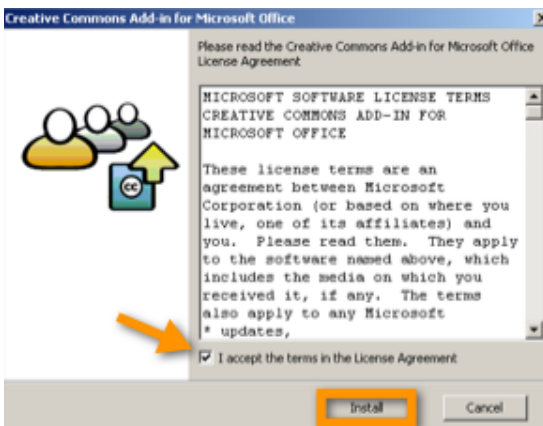 Creative Commons Add-in for Microsoft Office
Please read the Creative Commons Add-in for Microsoft Office
License Agreement
MICROSOFT SOFTWARE LICENSE TERMS
CREATIVE COMMONS ADD-IN FOR
MICROSOFT OFFICE
These license terms are an
agreement between Microsoft
Corporation (or based on where you
live, one of its affiliates) and
you. Please read them. They apply
to the software named above, which
includes the media on which you
received it, if any. The terms
also apply to any Microsoft
* updates,
cc
I accept the terms in the License Agreement
Install
Cancel